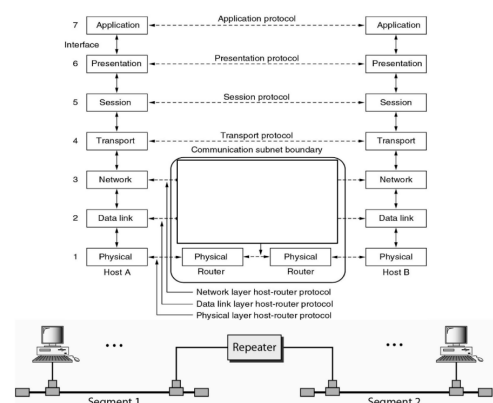 7 Application Application protocol Application
Interface
6 Presentation Presentation protocol Presentation
5 Session Session protocol Session
4 Transport Transport protocol Transport
Communication subnet boundary
3 Network Network
2 Data link Data link
1 Physical Physical Physical Physical
Host A Router Router Host B
Network layer host-router protocol
Data link layer host-router protocol
Physical layer host-router protocol
... Repeater ...
Segment 1 Segment 2